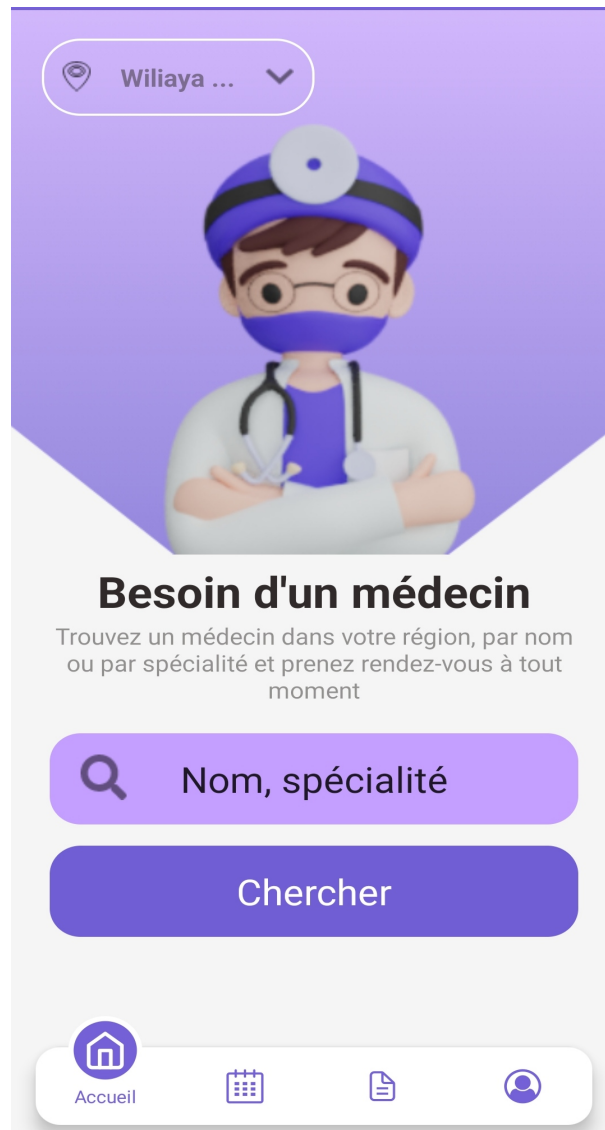 Wiliaya ...
Besoin d'un médecin
Trouvez un médecin dans votre région, par nom
ou par spécialité et prenez rendez-vous à tout
moment
Nom, spécialité
Chercher
Accueil